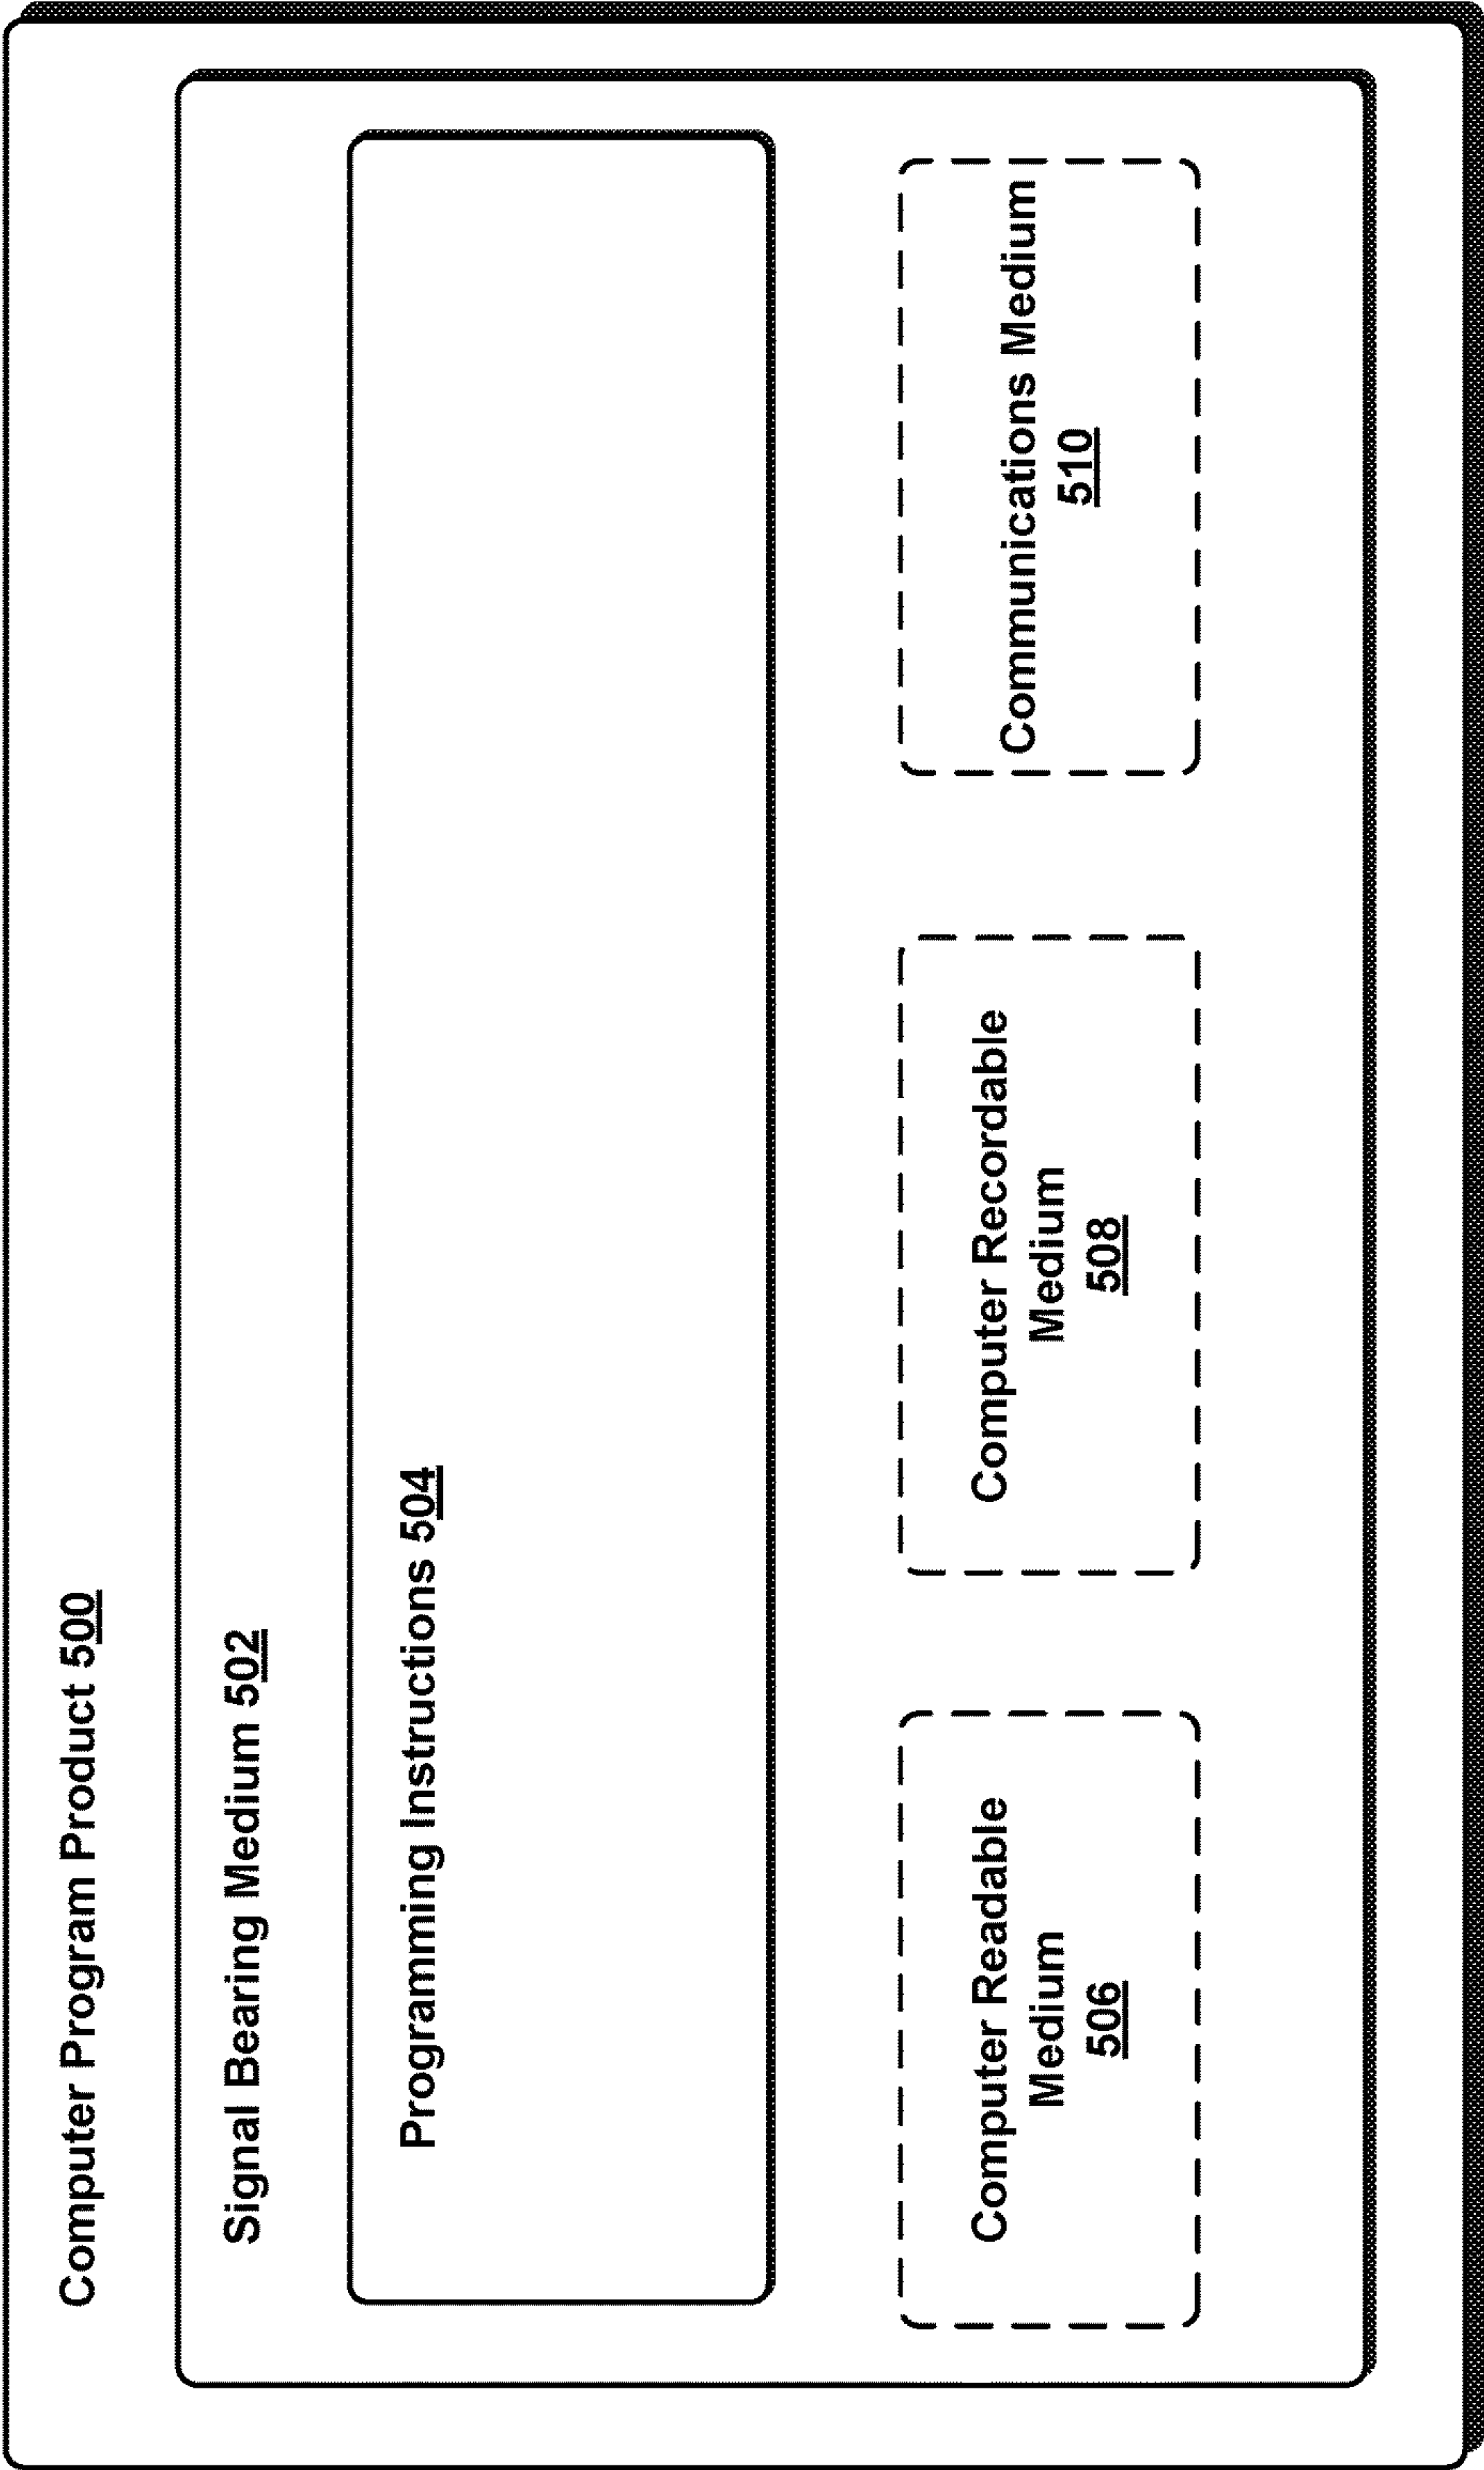 Computer Program Product 500
Signal Bearing Medium 502
Programming Instructions 504
Computer Readable
Medium
506
Computer Recordable
Medium
508
Communications Medium
510